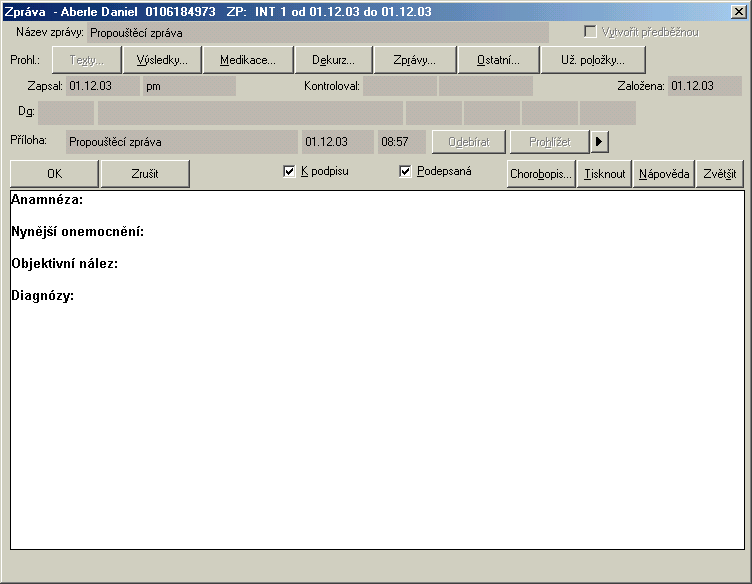 Zpráva - Aberle Daniel 0106184973 ZP: INT 1 od 01.12.03 do 01.12.03
Název zprávy: Propouštěcí zpráva Vytvořit předběžnou
Prohl.: Texty... Výsledky... Medikace... Dekurz... Zprávy... Ostatní... Už. položky...
Zapsal: 01.12.03 pm Kontroloval: Založena: 01.12.03
Dg:
Příloha: Propouštěcí zpráva 01.12.03 08:57 Odebírat Prohlížet
OK Zrušit K podpisu Podepsaná Chorobopis... Tisknout Nápověda Zvětšit
Anamnéza:
Nynější onemocnění:
Objektivní nález:
Diagnózy: